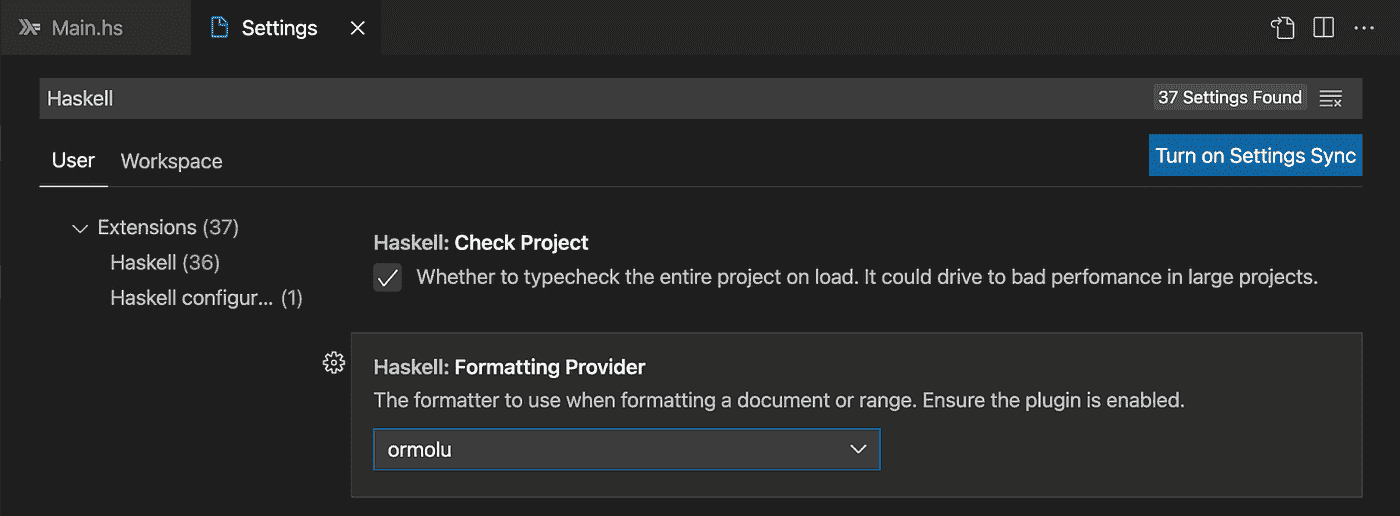 Main.hs
Settings
Haskell
37 Settings Found
User
Workspace
Turn on Settings Sync
Extensions (37)
Haskell (36)
Haskell configur... (1)
Haskell: Check Project
Whether to typecheck the entire project on load. It could drive to bad perfomance in large projects.
Haskell: Formatting Provider
The formatter to use when formatting a document or range. Ensure the plugin is enabled.
ormolu